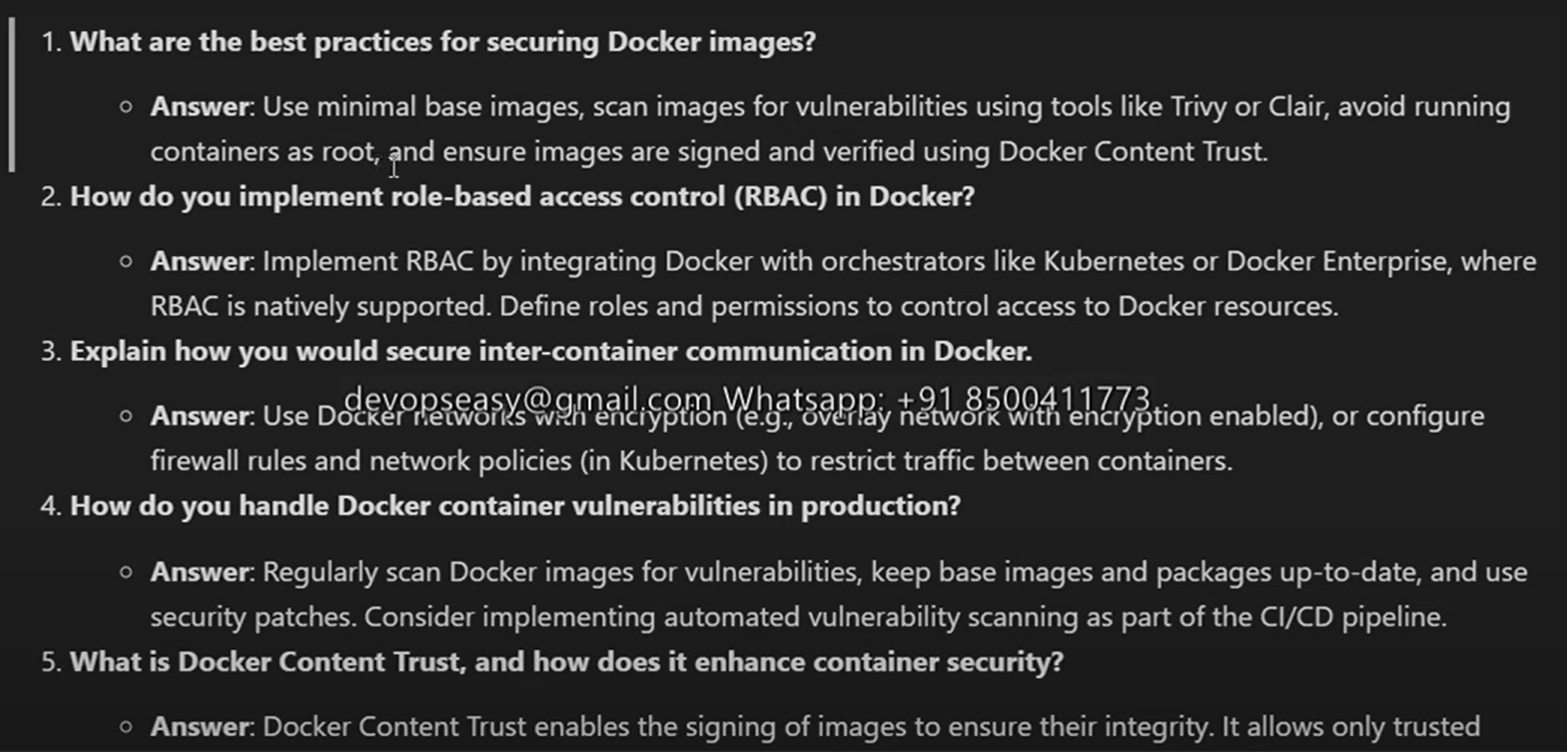 1. What are the best practices for securing Docker images?
○ Answer: Use minimal base images, scan images for vulnerabilities using tools like Trivy or Clair, avoid running
containers as root, and ensure images are signed and verified using Docker Content Trust.
2. How do you implement role-based access control (RBAC) in Docker?
○ Answer: Implement RBAC by integrating Docker with orchestrators like Kubernetes or Docker Enterprise, where
RBAC is natively supported. Define roles and permissions to control access to Docker resources.
3. Explain how you would secure inter-container communication in Docker.
devopseasy@gmail.com Whatsapp: +91 8500411773
○ Answer: Use Docker networks with encryption (e.g., overlay network with encryption enabled), or configure
firewall rules and network policies (in Kubernetes) to restrict traffic between containers.
4. How do you handle Docker container vulnerabilities in production?
○ Answer: Regularly scan Docker images for vulnerabilities, keep base images and packages up-to-date, and use
security patches. Consider implementing automated vulnerability scanning as part of the CI/CD pipeline.
5. What is Docker Content Trust, and how does it enhance container security?
○ Answer: Docker Content Trust enables the signing of images to ensure their integrity. It allows only trusted